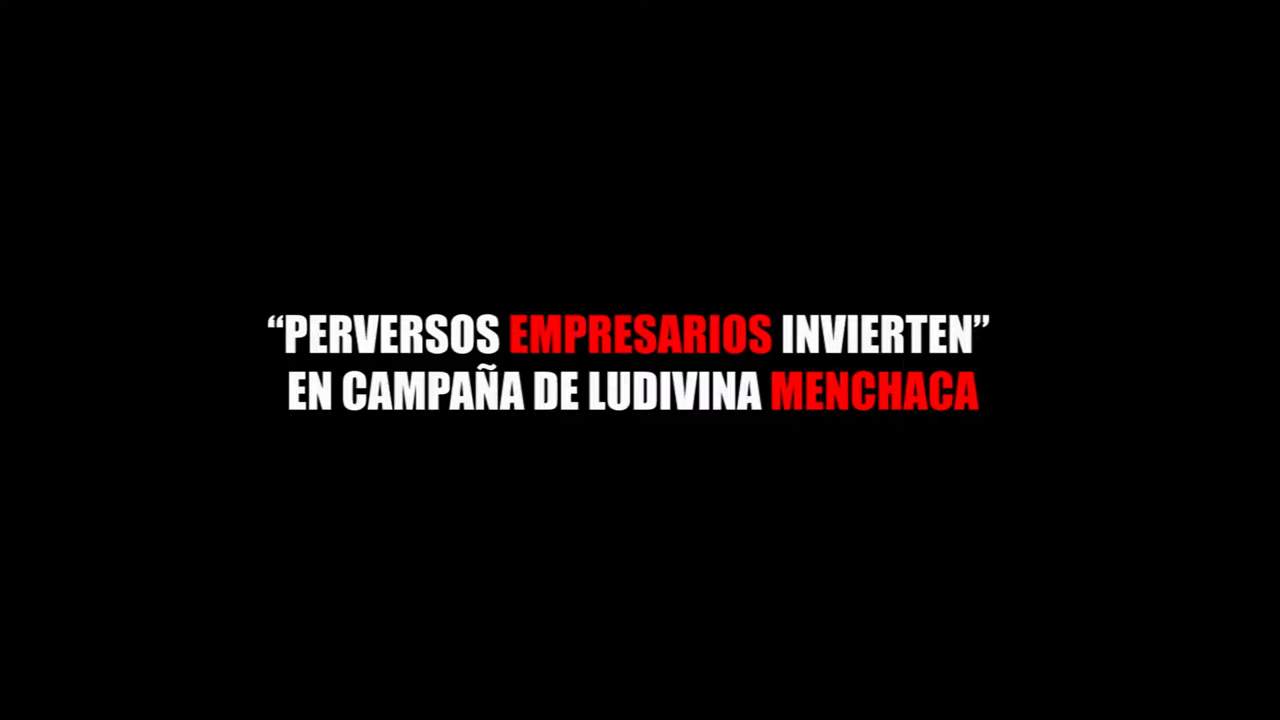 “PERVERSOS EMPRESARIOS INVIERTEN”
EN CAMPAÑA DE LUDIVINA MENCHACA